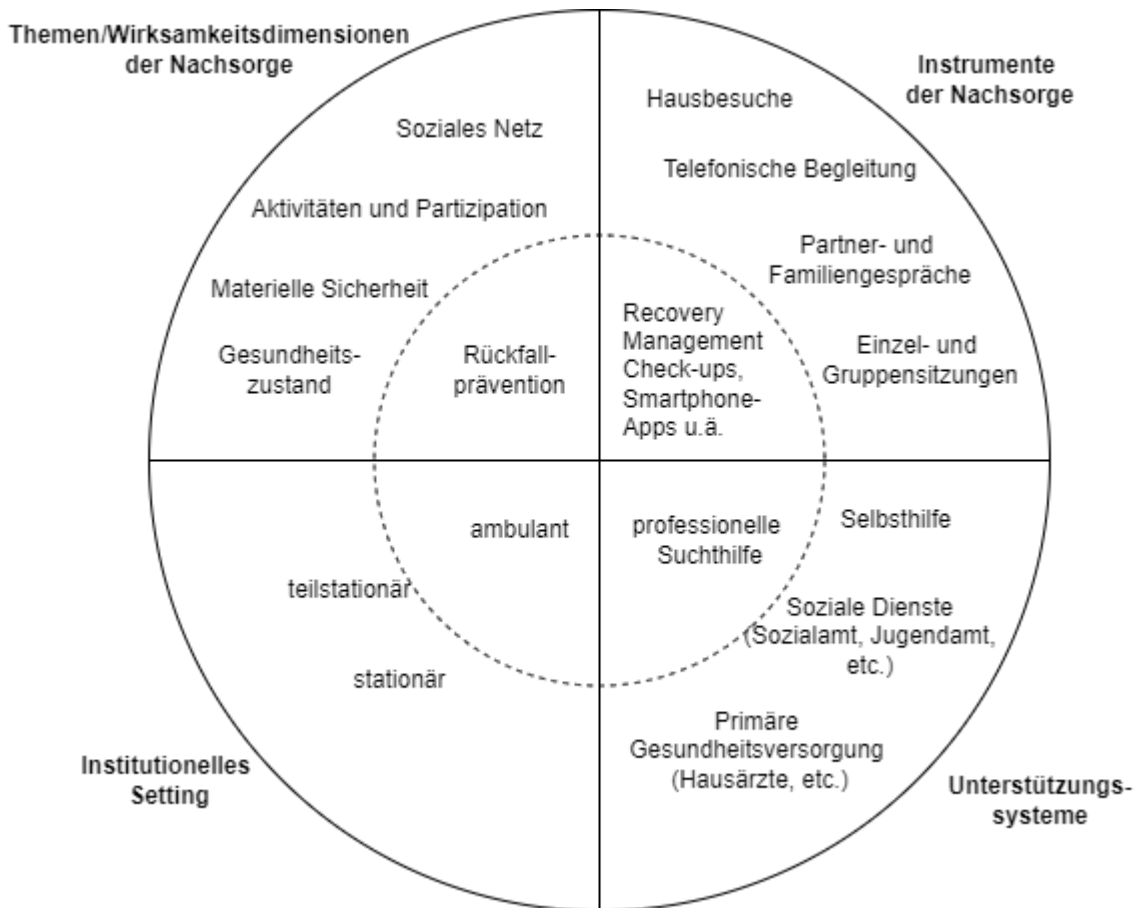 Themen/Wirksamkeitsdimensionen
der Nachsorge
Soziales Netz
Aktivitäten und Partizipation
Materielle Sicherheit
Gesundheits-
zustand
Rückfall-
prävention
Instrumente
der Nachsorge
Hausbesuche
Telefonische Begleitung
Partner- und
Familiengespräche
Recovery
Management
Check-ups,
Smartphone-
Apps u.ä.
Einzel- und
Gruppensitzungen
ambulant
teilstationär
stationär
Institutionelles
Setting
professionelle
Suchthilfe
Selbsthilfe
Soziale Dienste
(Sozialamt, Jugendamt,
etc.)
Primäre
Gesundheitsversorgung
(Hausärzte, etc.)
Unterstützungs-
systeme